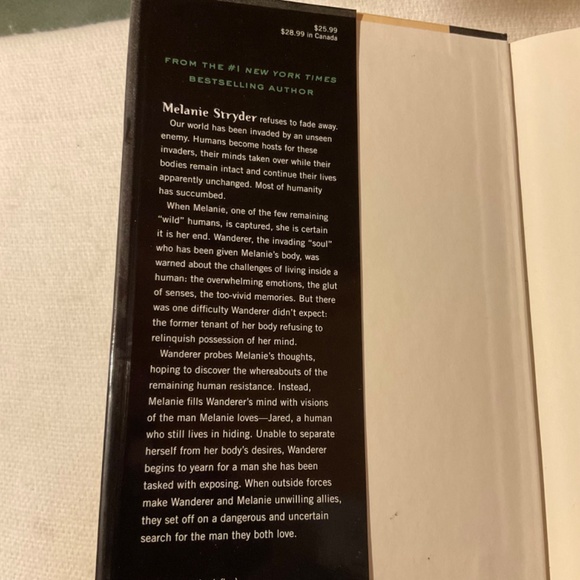 $25.99
$28.99 in Canada
FROM THE #1 NEW YORK TIMES
BESTSELLING AUTHOR
Melanie Stryder refuses to fade away.
Our world has been invaded by an unseen
enemy. Humans become hosts for these
invaders, their minds taken over while their
bodies remain intact and continue their lives
apparently unchanged. Most of humanity
has succumbed.
When Melanie, one of the few remaining
"wild" humans, is captured, she is certain
it is her end. Wanderer, the invading "soul"
who has been given Melanie's body, was
warned about the challenges of living inside a
human: the overwhelming emotions, the glut
of senses, the too-vivid memories. But there
was one difficulty Wanderer didn't expect:
the former tenant of her body refusing to
relinquish possession of her mind.
Wanderer probes Melanie's thoughts,
hoping to discover the whereabouts of the
remaining human resistance. Instead,
Melanie fills Wanderer's mind with visions
of the man Melanie loves—Jared, a human
who still lives in hiding. Unable to separate
herself from her body's desires, Wanderer
begins to yearn for a man she has been
tasked with exposing. When outside forces
make Wanderer and Melanie unwilling allies,
they set off on a dangerous and uncertain
search for the man they both love.